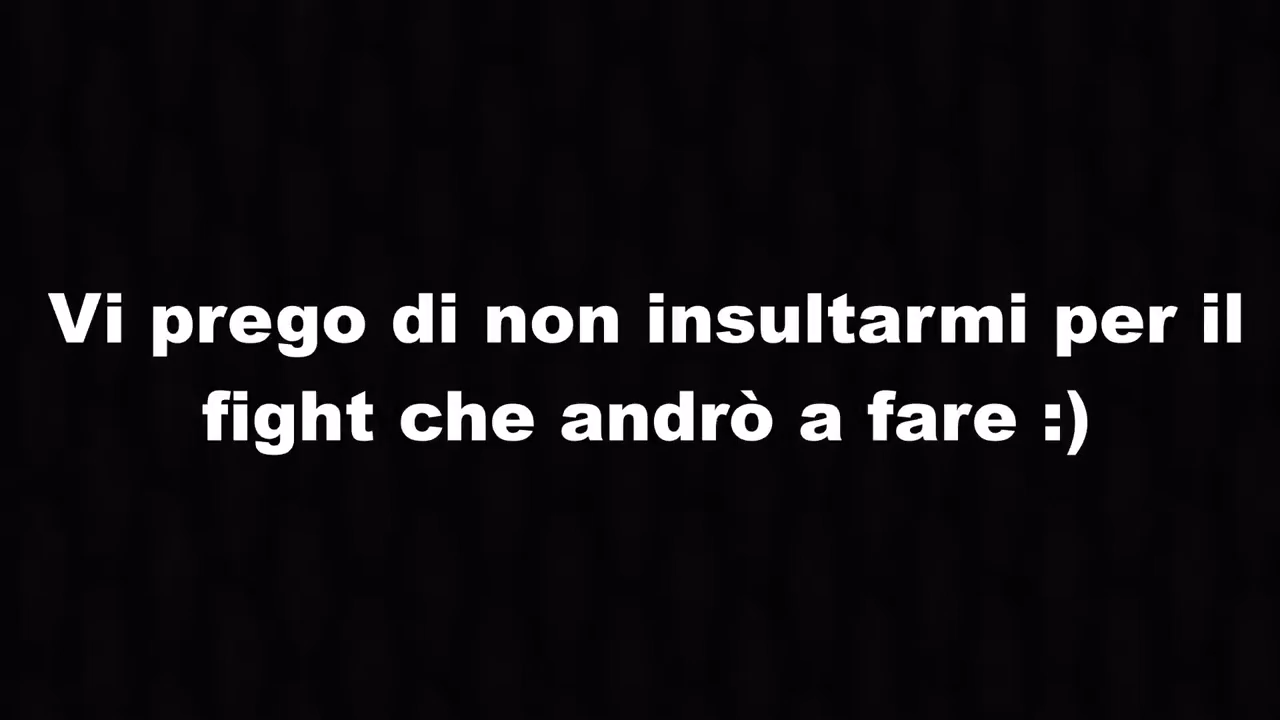 Vi prego di non insultarmi per il
fight che andrò a fare :)